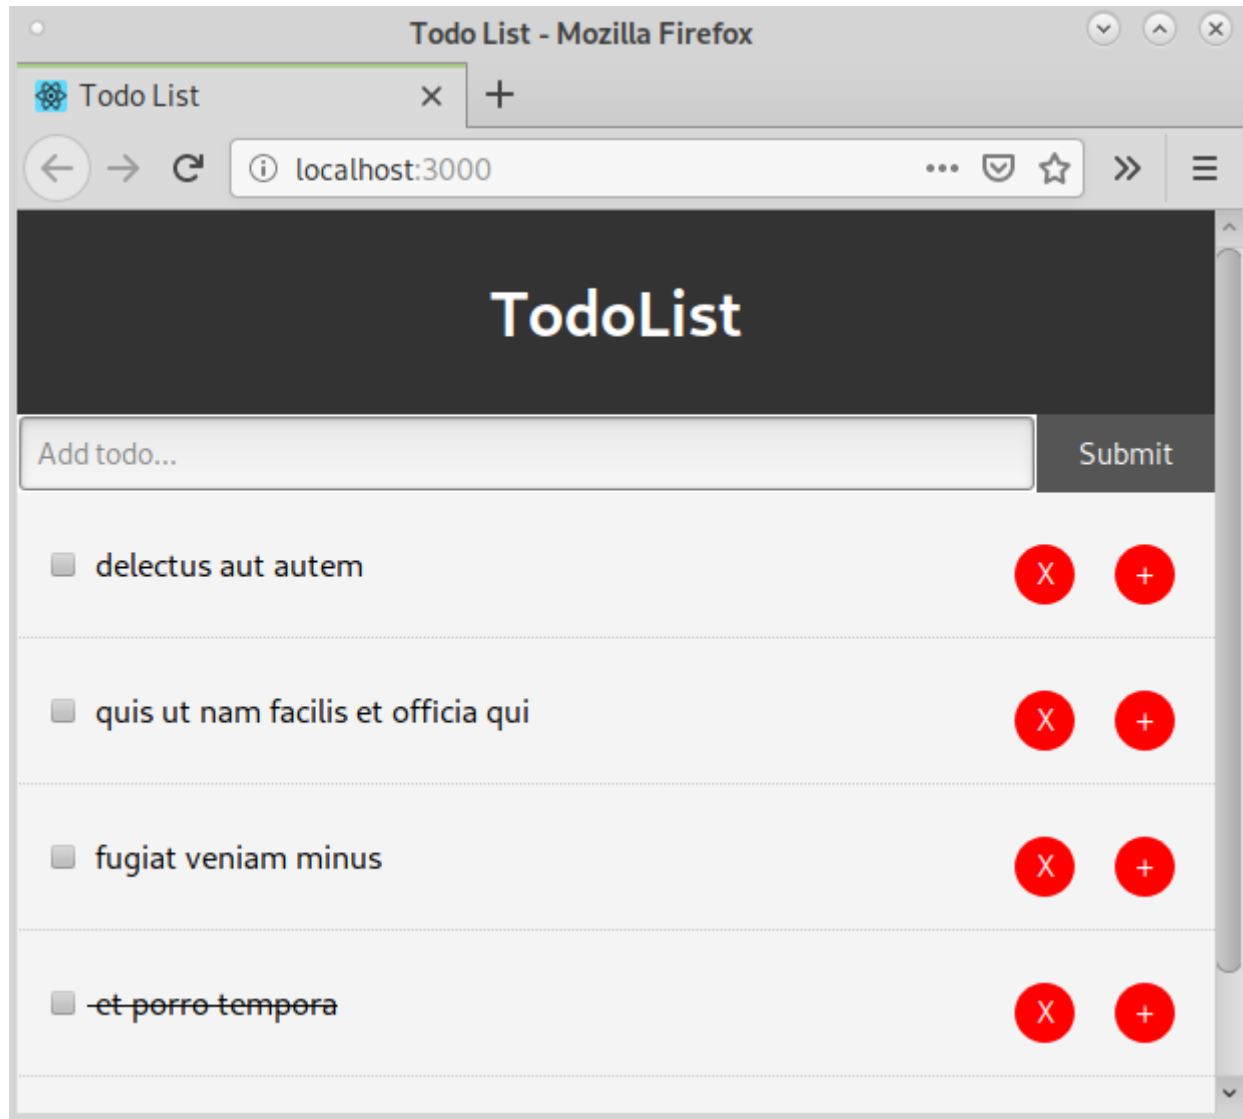 Todo List - Mozilla Firefox
Todo List
localhost:3000
TodoList
Add todo... Submit
delectus aut autem X +
quis ut nam facilis et officia qui X +
fugiat veniam minus X +
et porro tempora X +